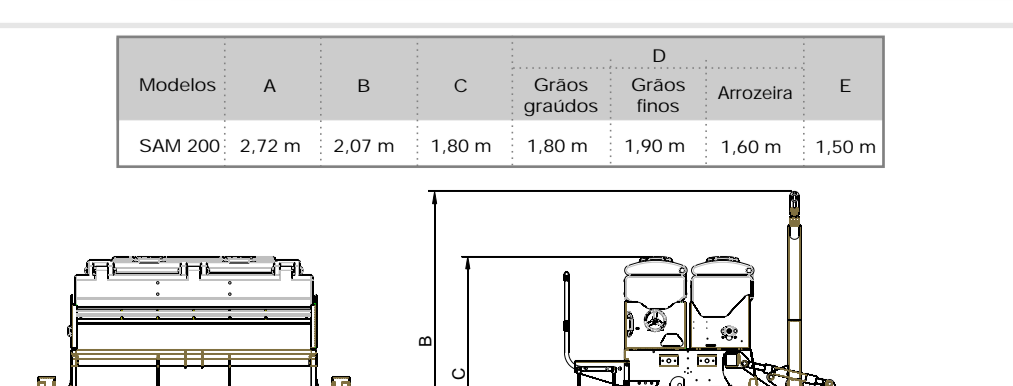 D
Modelos A B C Grãos graúdos Grãos finos Arrozeira E
SAM 200 2,72 m 2,07 m 1,80 m 1,80 m 1,90 m 1,60 m 1,50 m
B
C